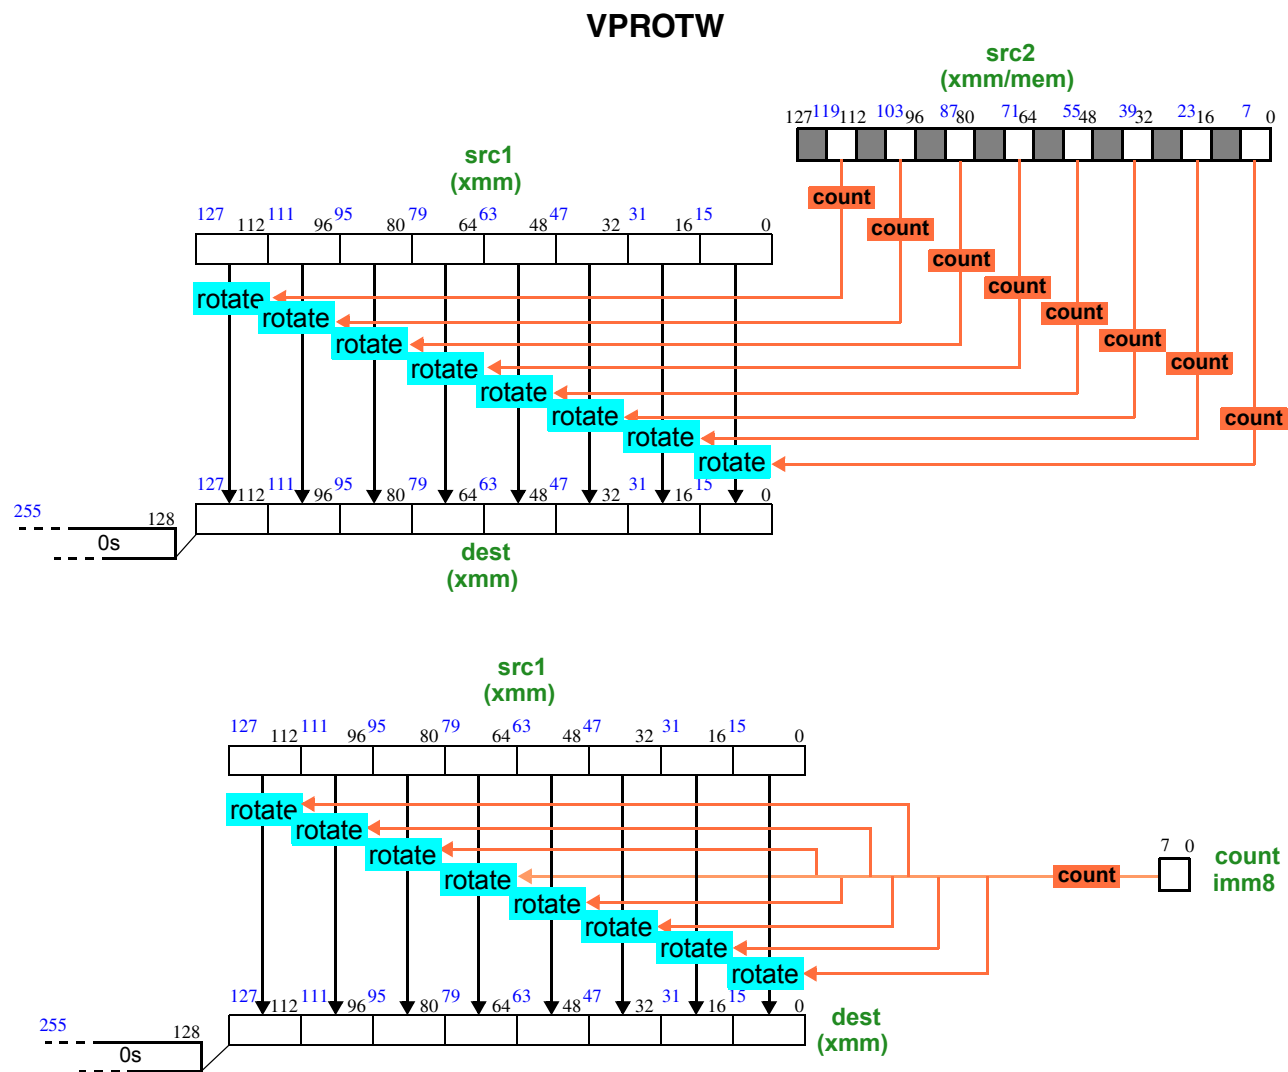 VPROTW
src2
(xmm/mem)
127 119 112 103 96 87 80 71 64 55 48 39 32 23 16 7 0
src1
(xmm)
127 112 111 96 95 80 79 64 63 48 47 32 31 16 15 0
count
count
count
count
count
count
count
count
rotate
rotate
rotate
rotate
rotate
rotate
rotate
rotate
127 112 111 96 95 80 79 64 63 48 47 32 31 16 15 0
255 128
0s
dest
(xmm)
src1
(xmm)
127 112 111 96 95 80 79 64 63 48 47 32 31 16 15 0
rotate
rotate
rotate
rotate
rotate
rotate
rotate
rotate
count
7 0
count
imm8
127 112 111 96 95 80 79 64 63 48 47 32 31 16 15 0
dest
(xmm)
255 128
0s